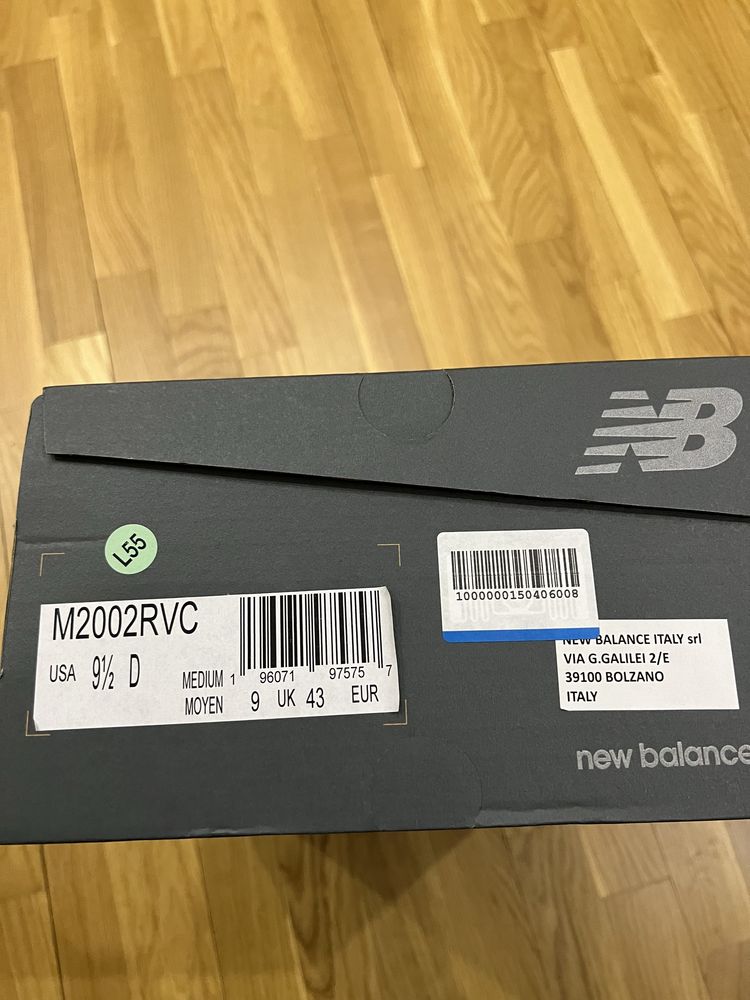 NB
L55
M2002RVC
USA 9½ D
MEDIUM
MOYEN
1 96071 97575 7
9 UK 43 EUR
1000000150406008
NEW BALANCE ITALY srl
VIA G.GALILEI 2/E
39100 BOLZANO
ITALY
new balance